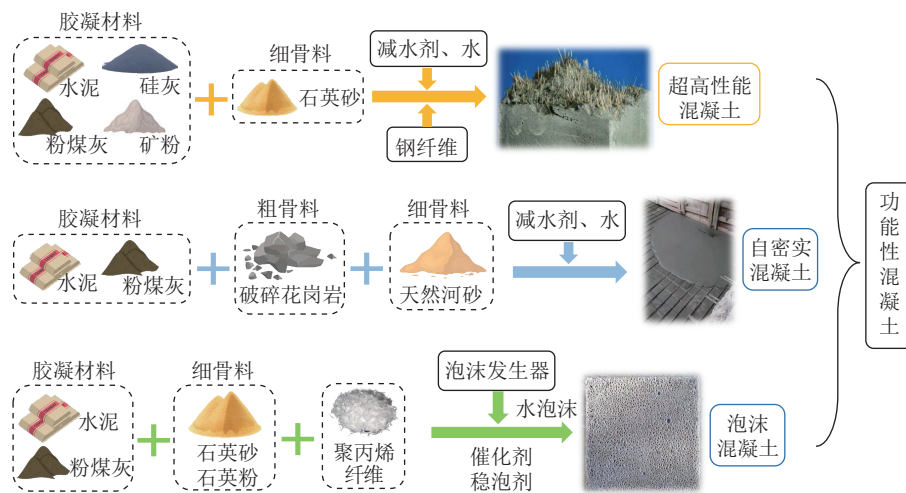 胶凝材料
水泥
硅灰
粉煤灰
矿粉
细骨料
石英砂
减水剂、水
钢纤维
超高性能
混凝土
胶凝材料
水泥
粉煤灰
粗骨料
破碎花岗岩
细骨料
天然河砂
减水剂、水
自密实
混凝土
胶凝材料
水泥
粉煤灰
细骨料
石英砂
石英粉
聚丙烯
纤维
泡沫发生器
水泡沫
催化剂
稳泡剂
泡沫
混凝土
功能性混凝土